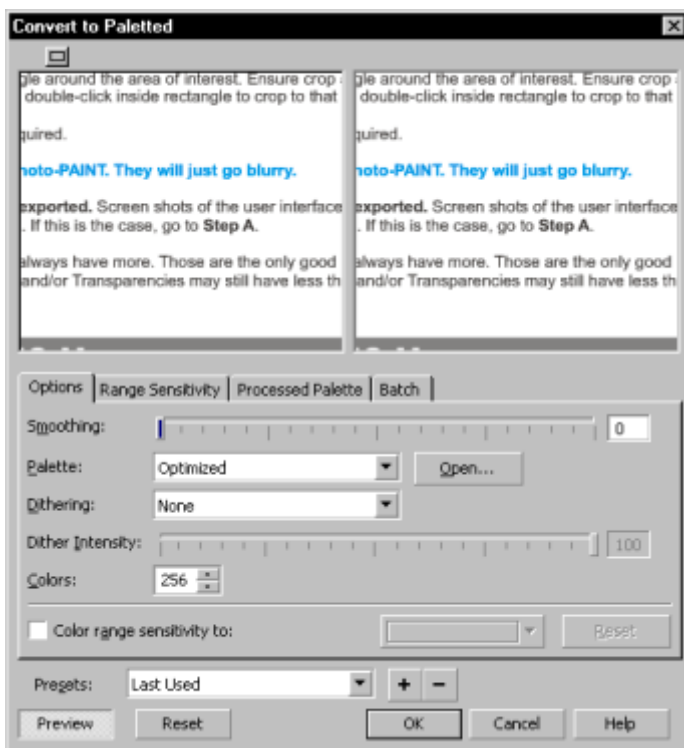 Convert to Paletted
gle around the area of interest. Ensure crop
double-click inside rectangle to crop to that
quired.
oto-PAINT. They will just go blurry.
exported. Screen shots of the user interface
. If this is the case, go to Step A.
always have more. Those are the only good
and/or Transparencies may still have less th
gle around the area of interest. Ensure crop
double-click inside rectangle to crop to that
quired.
oto-PAINT. They will just go blurry.
exported. Screen shots of the user interface
. If this is the case, go to Step A.
always have more. Those are the only good
and/or Transparencies may still have less th
Options Range Sensitivity Processed Palette Batch
Smoothing: 0
Palette: Optimized Open...
Dithering: None
Dither Intensity: 100
Colors: 256
Color range sensitivity to: Reset
Presets: Last Used + −
Preview Reset OK Cancel Help